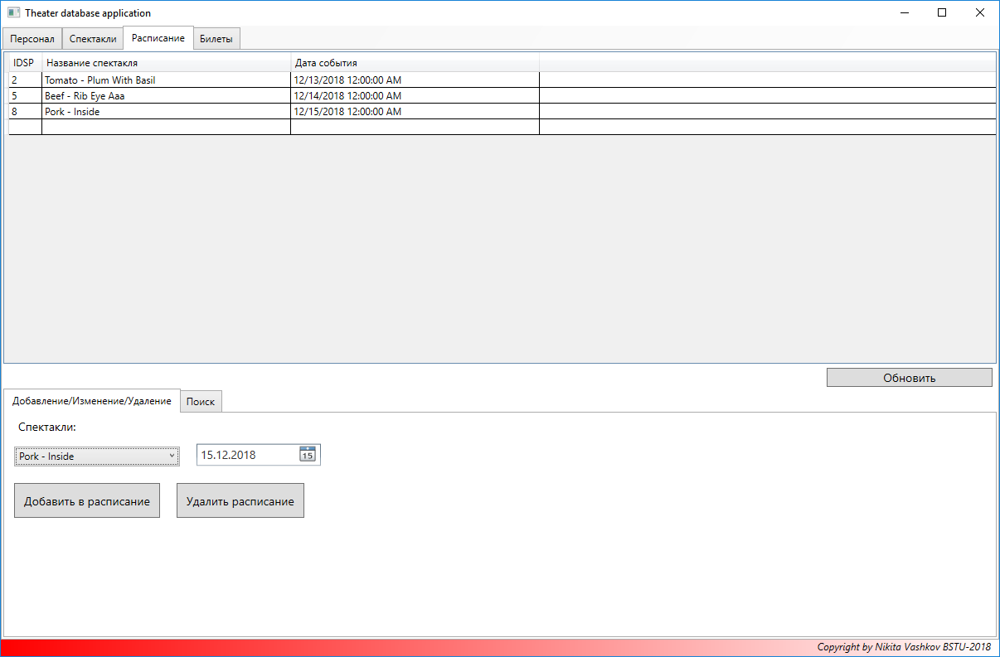 Theater database application
Персонал Спектакли Расписание Билеты
IDSP Название спектакля Дата события
2 Tomato - Plum With Basil 12/13/2018 12:00:00 AM
5 Beef - Rib Eye Aaa 12/14/2018 12:00:00 AM
8 Pork - Inside 12/15/2018 12:00:00 AM
Обновить
Добавление/Изменение/Удаление Поиск
Спектакли:
Pork - Inside 15.12.2018 15
Добавить в расписание Удалить расписание
Copyright by Nikita Vashkov BSTU-2018